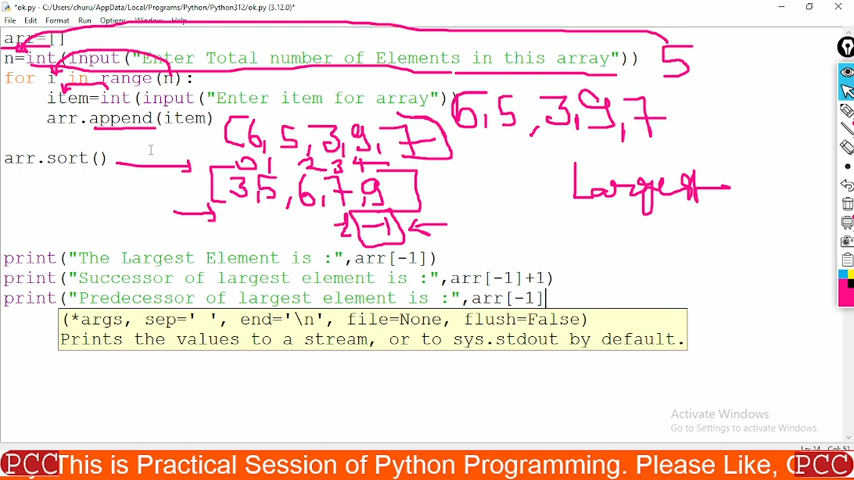 *ok.py - C:/Users/churu/AppData/Local/Programs/Python/Python312/ok.py (3.12.0)*
File Edit Format Run Options Window Help
arr=[]
n=int(input("Enter Total number of Elements in this array"))
5
for i in range(n):
item=int(input("Enter item for array"))
6,5,3,9,7
arr.append(item)
(6,5,3,9,7
arr.sort()
0 1 2 3 4
[35,6,7,9]
Largest
-1
print("The Largest Element is :",arr[-1])
print("Successor of largest element is :",arr[-1]+1)
print("Predecessor of largest element is :",arr[-1]
(*args, sep=' ', end='\n', file=None, flush=False)
Prints the values to a stream, or to sys.stdout by default.
Activate Windows
Go to Settings to activate Windows.
PCC This is Practical Session of Python Programming. Please Like, PCC